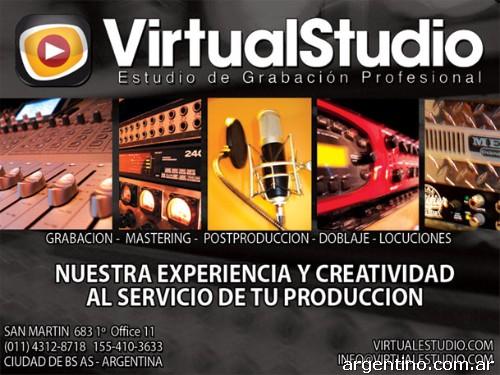 VirtualStudio
Estudio de Grabación Profesional
240
ME
GRABACION - MASTERING - POSTPRODUCCION - DOBLAJE - LOCUCIONES
NUESTRA EXPERIENCIA Y CREATIVIDAD
AL SERVICIO DE TU PRODUCCION
SAN MARTIN 683 1º Office 11
(011) 4312-8718 155-410-3633
CIUDAD DE BS AS - ARGENTINA
VIRTUALESTUDIO.COM
INFO@VIRTUALESTUDIO.COM
argentino.com.ar